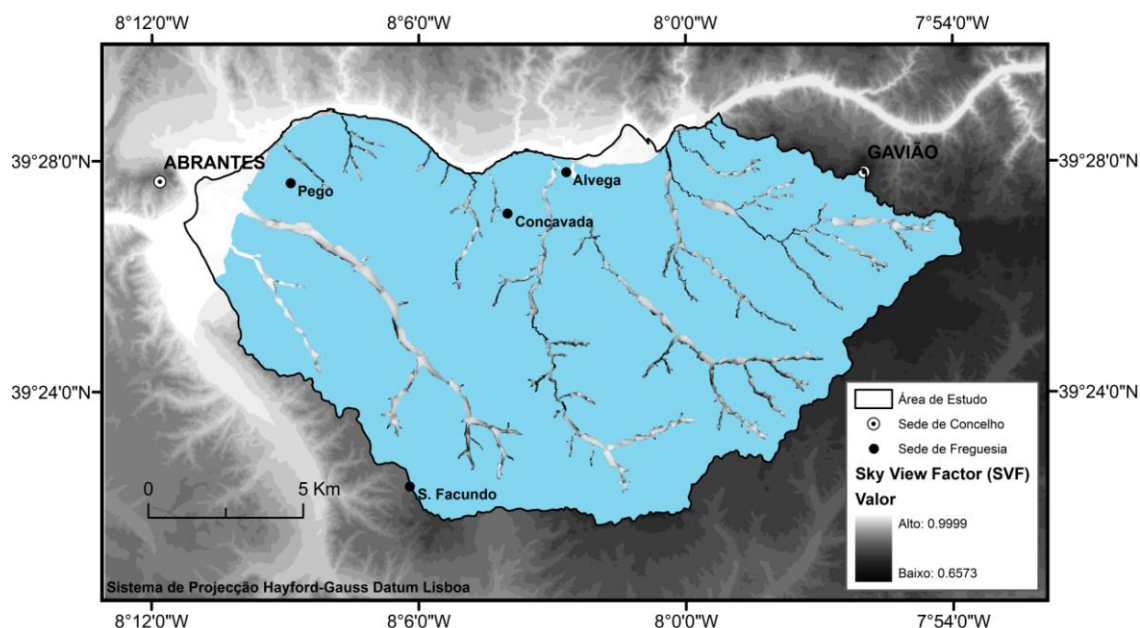 8°12'0"W 8°6'0"W 8°0'0"W 7°54'0"W
39°28'0"N
39°28'0"N
ABRANTES
GAVIÃO
Pego
Alvega
Concavada
39°24'0"N
39°24'0"N
Área de Estudo
Sede de Concelho
Sede de Freguesia
Sky View Factor (SVF)
Valor
Alto: 0.9999
Baixo: 0.6573
0 5 Km
S. Facundo
Sistema de Projecção Hayford-Gauss Datum Lisboa
8°12'0"W 8°6'0"W 8°0'0"W 7°54'0"W